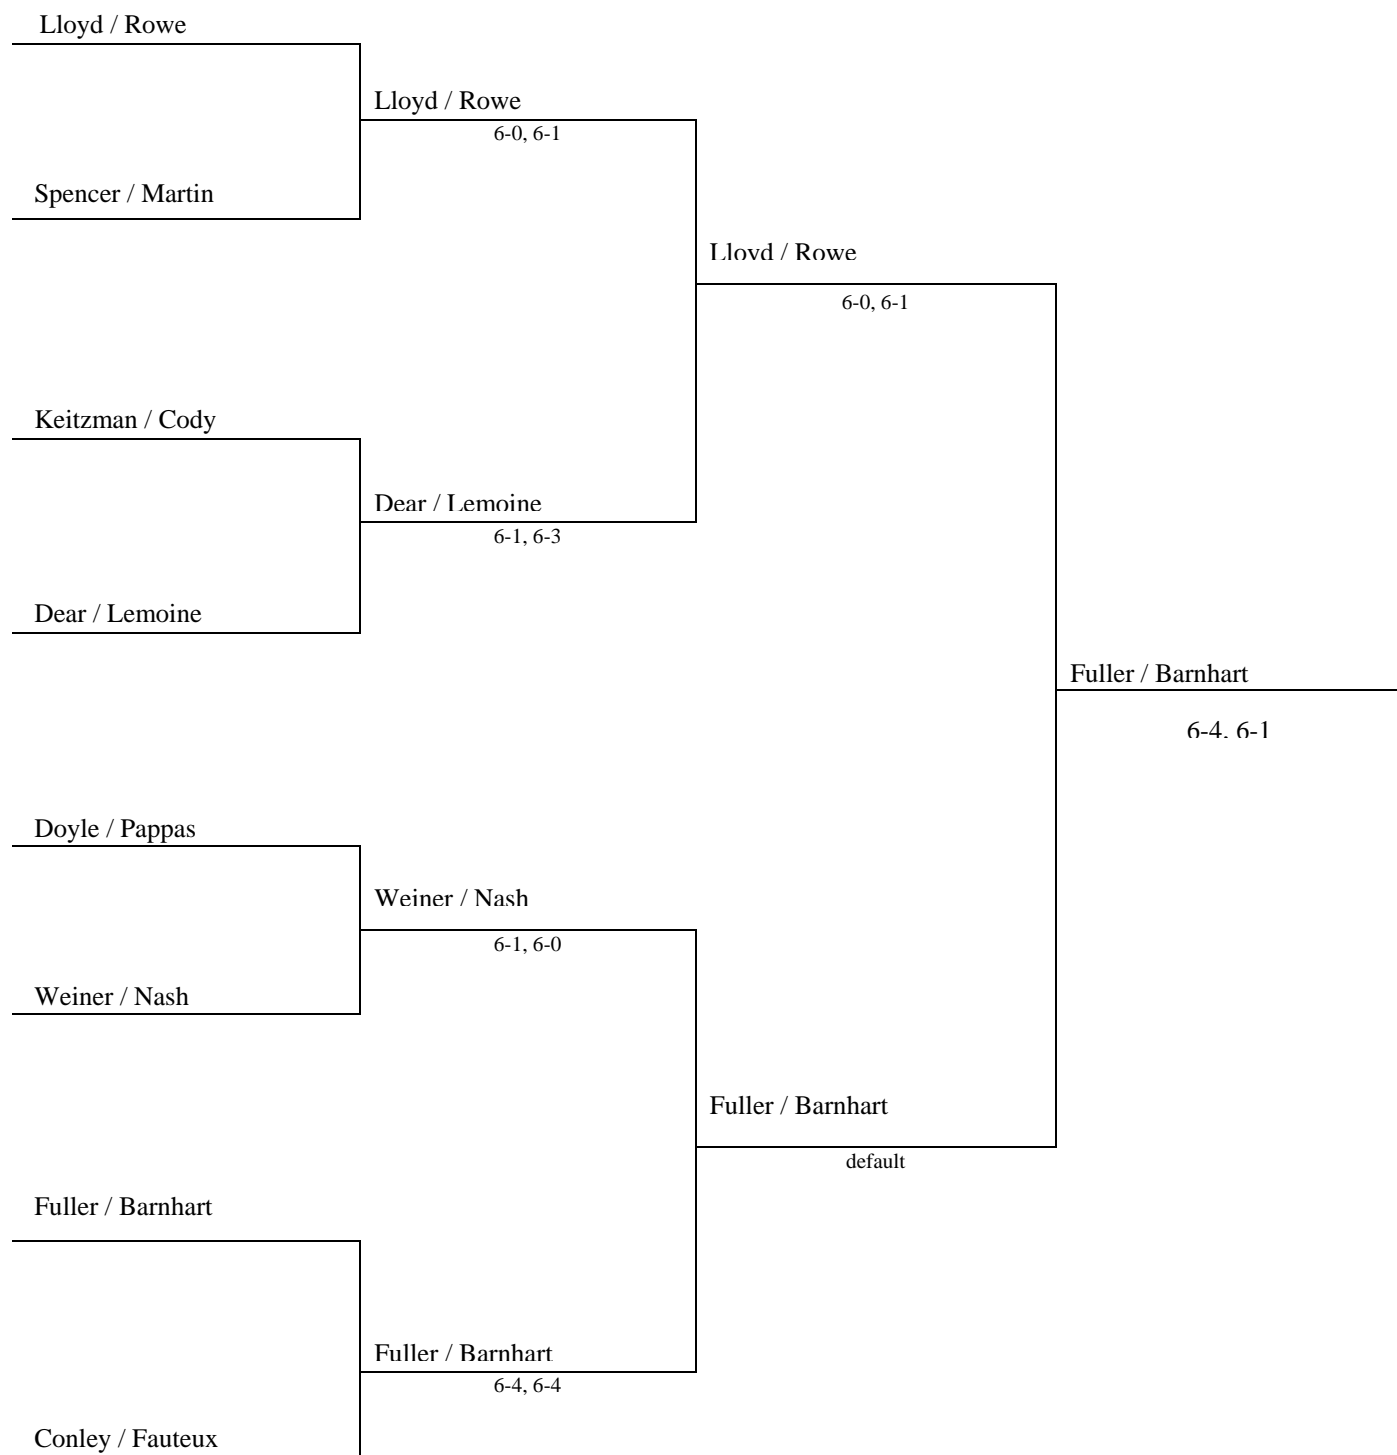 Lloyd / Rowe
Lloyd / Rowe
6-0, 6-1
Spencer / Martin
Lloyd / Rowe
6-0, 6-1
Keitzman / Cody
Dear / Lemoine
6-1, 6-3
Dear / Lemoine
Fuller / Barnhart
6-4, 6-1
Doyle / Pappas
Weiner / Nash
6-1, 6-0
Weiner / Nash
Fuller / Barnhart
default
Fuller / Barnhart
Fuller / Barnhart
6-4, 6-4
Conley / Fauteux